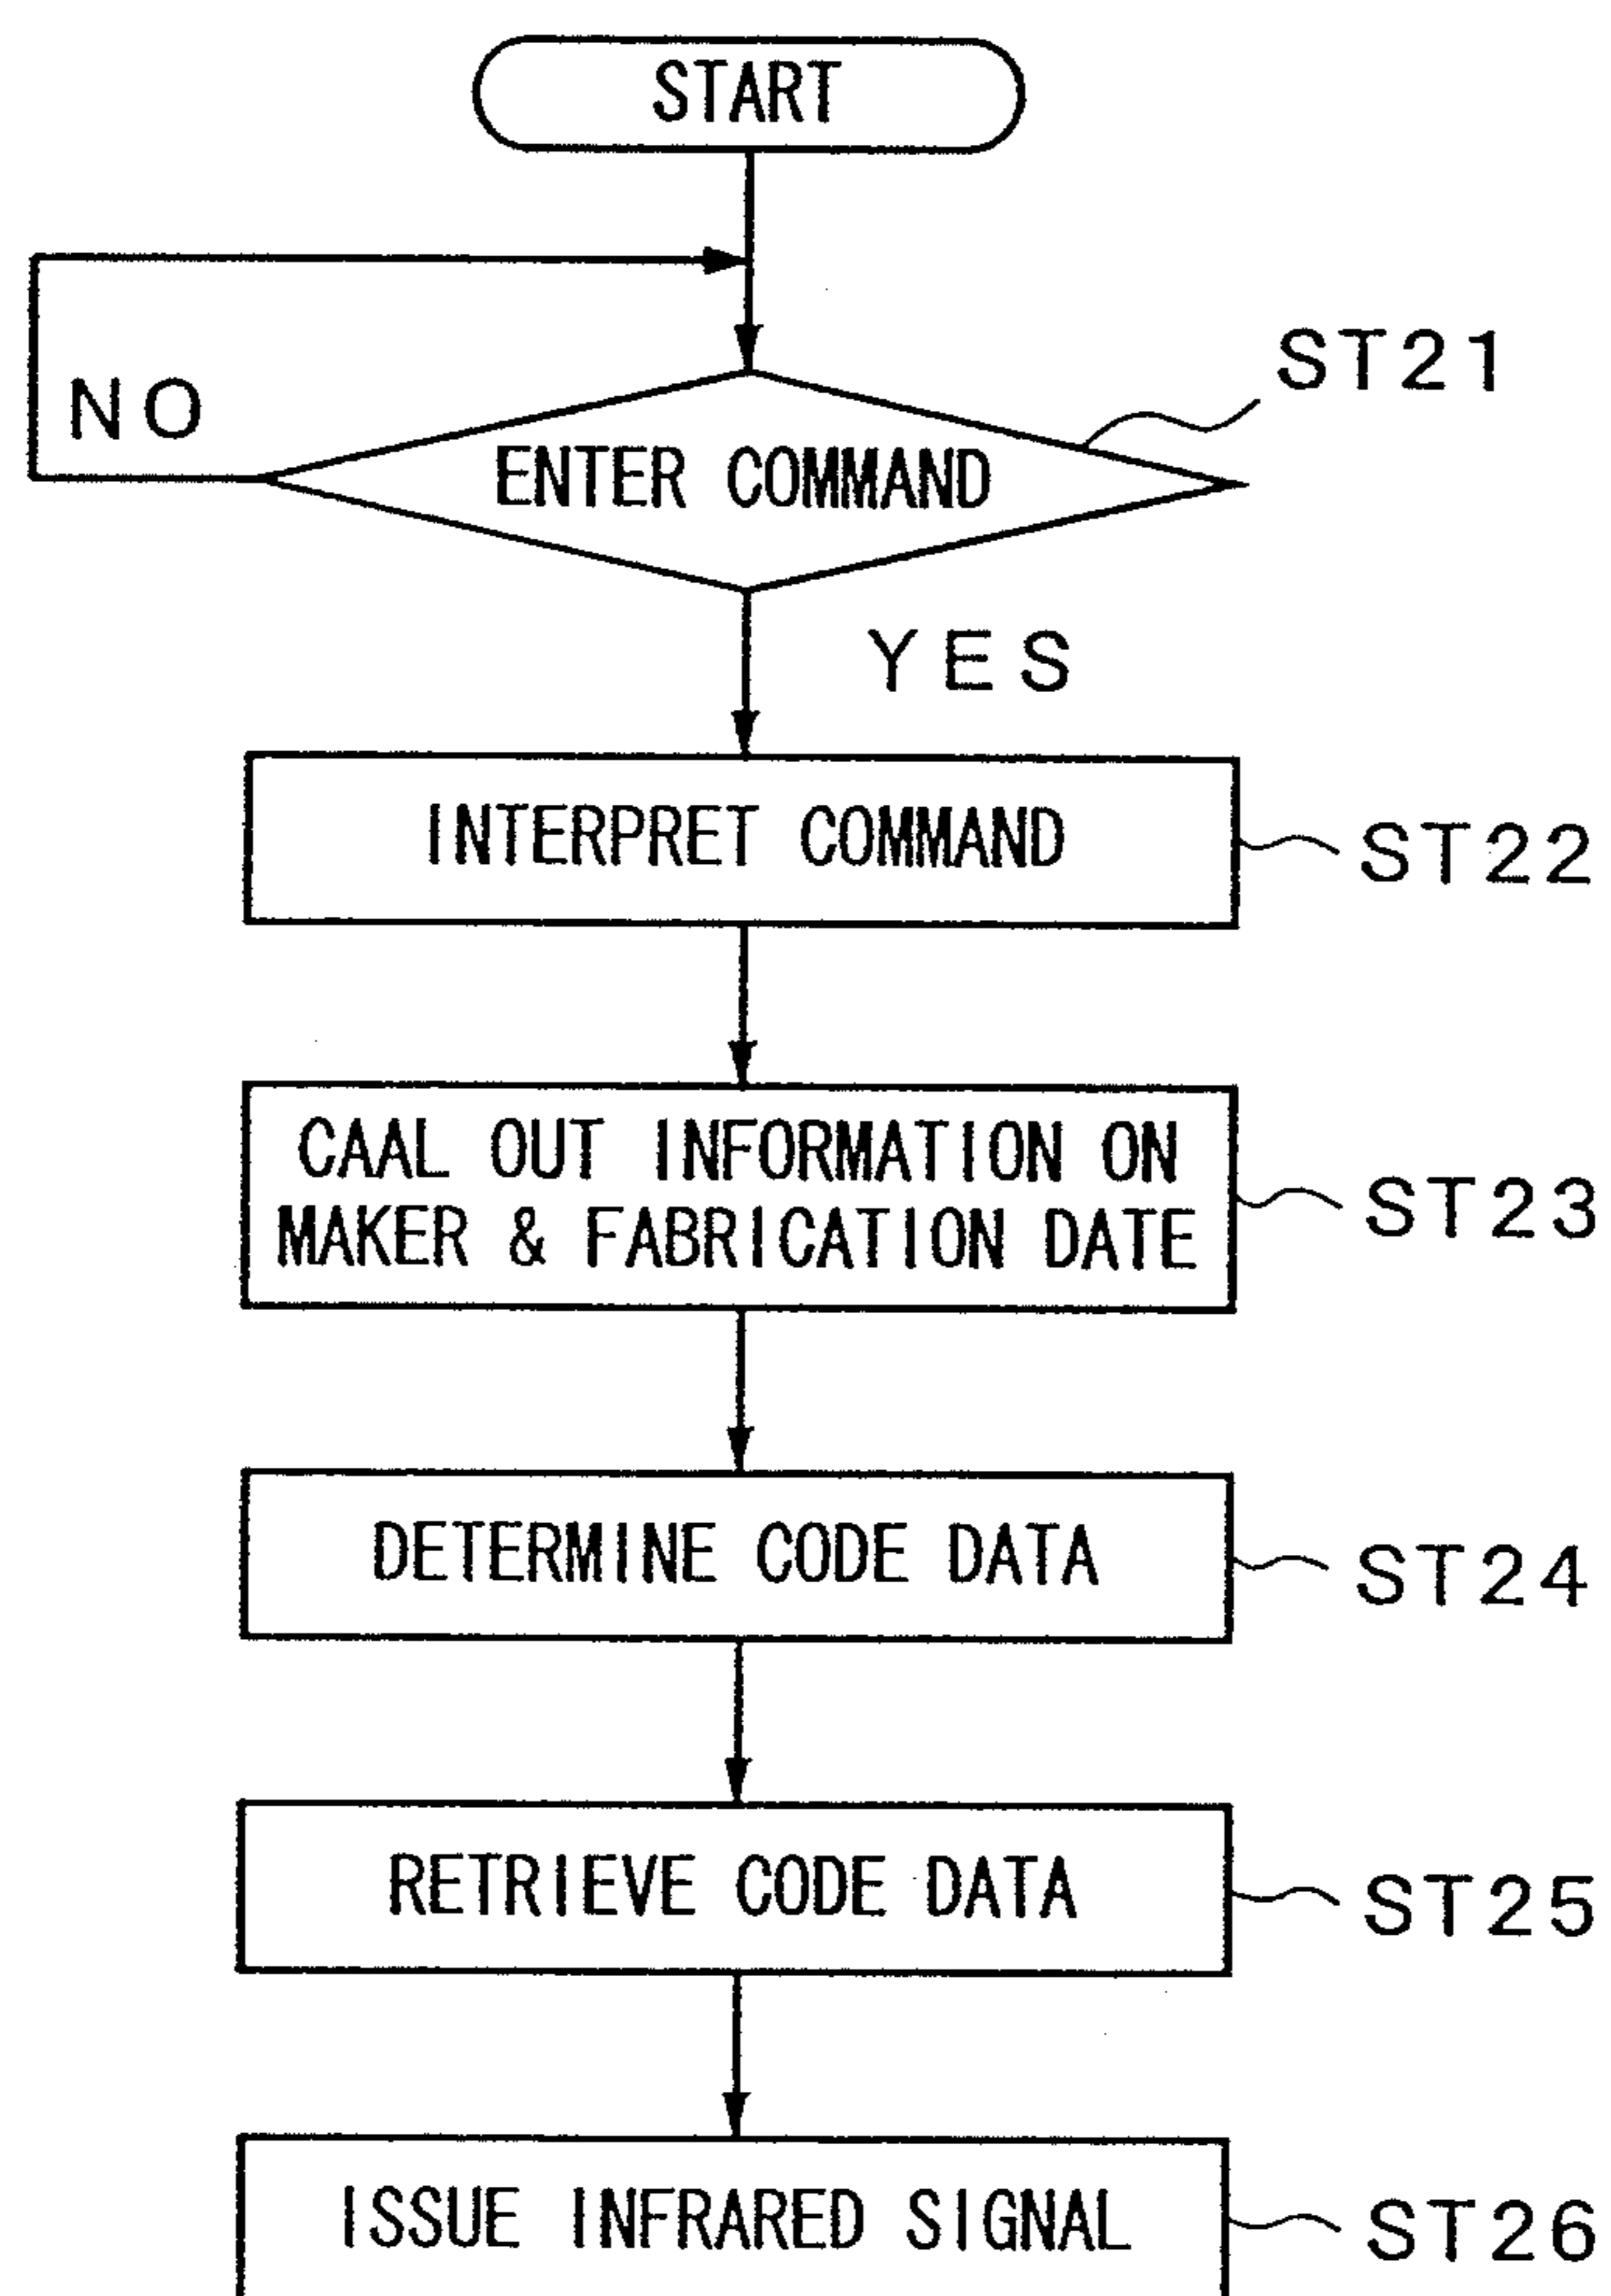 START
ST21
NO
ENTER COMMAND
YES
INTERPRET COMMAND
ST22
CAAL OUT INFORMATION ON
MAKER & FABRICATION DATE
ST23
DETERMINE CODE DATA
ST24
RETRIEVE CODE DATA
ST25
ISSUE INFRARED SIGNAL
ST26